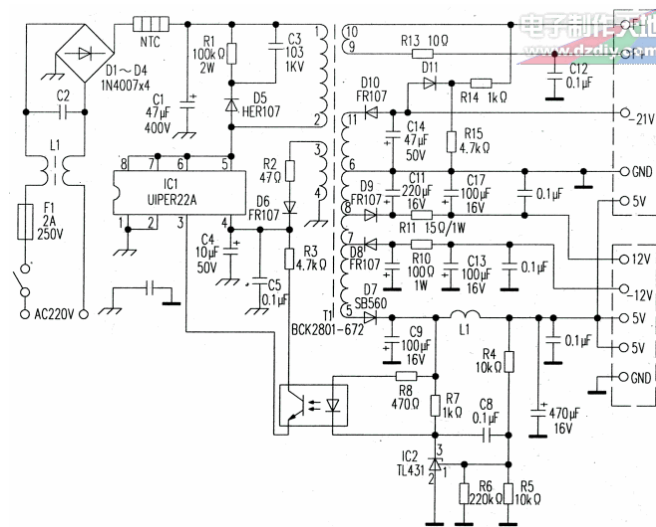 电子制作天地
www.dzdiy.com
F+
NTC
D1～D4
1N4007x4
R1
100kΩ
2W
C3
103
1KV
1
2
10
9
R13 10Ω
C12
0.1μF
C2
C1
47μF
400V
D5
HER107
D10
FR107
D11
R14 1kΩ
11
-21V
L1
C14
47μF
50V
R15
4.7kΩ
8
7
6
5
IC1
UIPER22A
1
2
3
4
R2
47Ω
3
4
6
GND
F1
2A
250V
D6
FR107
D9
FR107
C11
220μF
16V
C17
100μF
16V
0.1μF
5V
8
R11 15Ω/1W
C4
10μF
50V
R3
4.7kΩ
7
D8
FR107
12V
C5
0.1μF
R10
100Ω
1W
C13
100μF
16V
0.1μF
-12V
AC220V
D7
SB560
T1
BCK2801-672
5
5V
C9
100μF
16V
L1
R4
10kΩ
0.1μF
5V
GND
R8
470Ω
R7
1kΩ
C8
0.1μF
470μF
16V
IC2
TL431
3
2
1
R6
220kΩ
R5
10kΩ